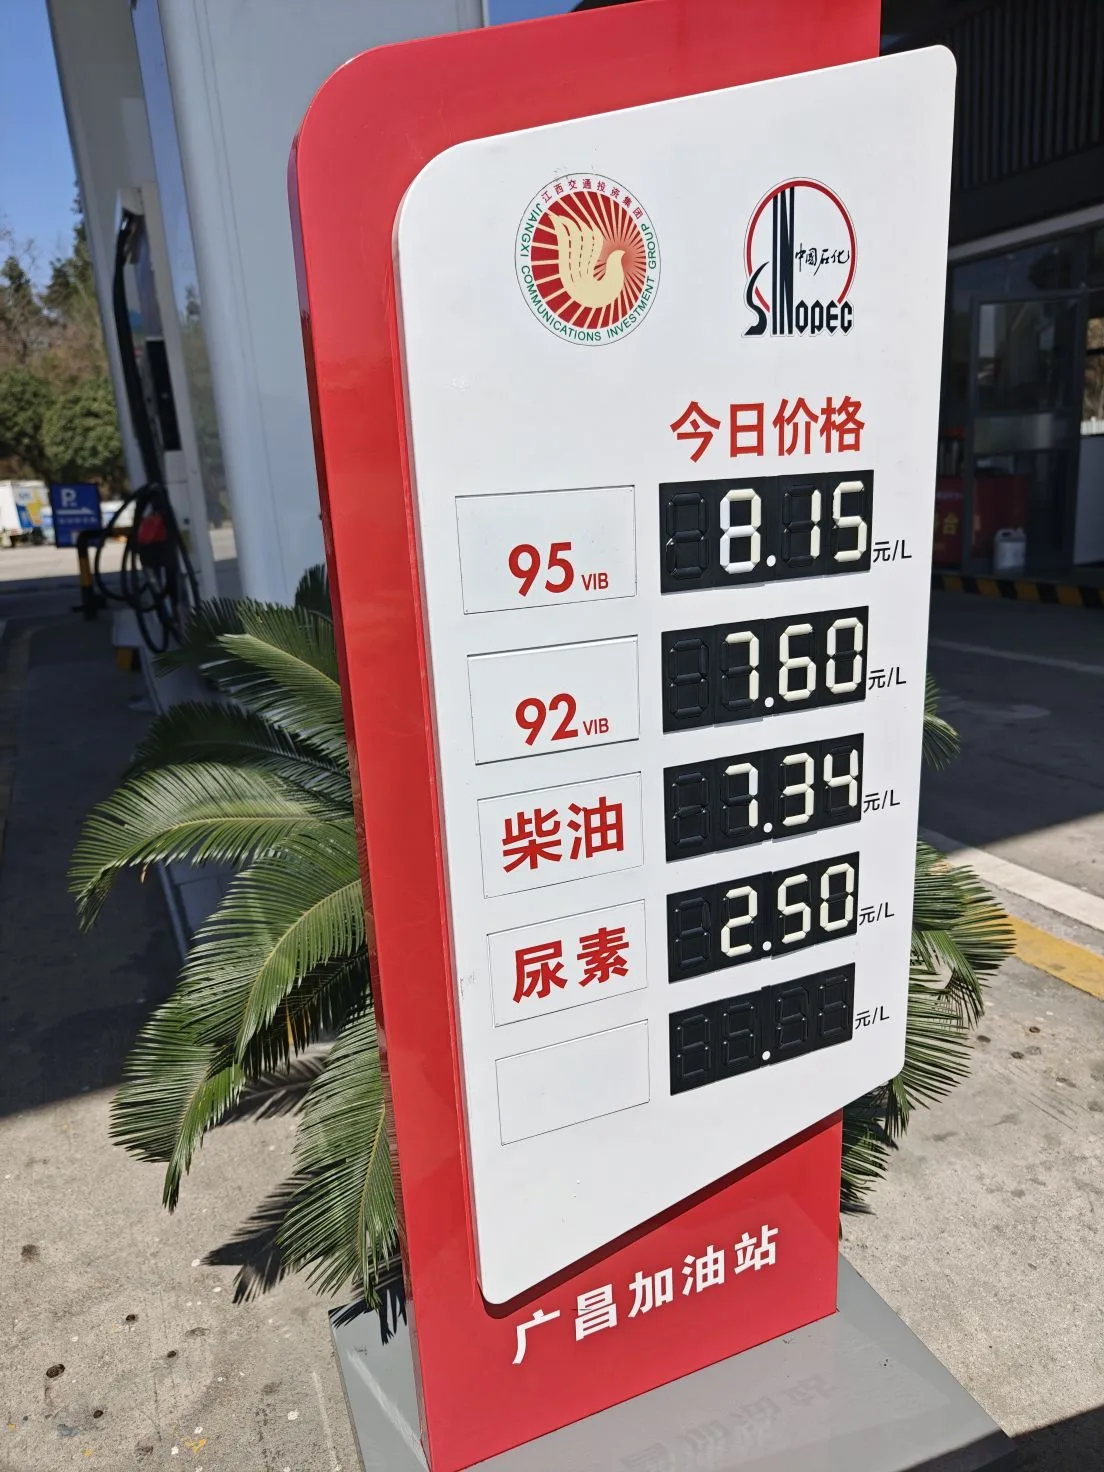 江西交通投资集团
JIANGXI COMMUNICATIONS INVESTMENT GROUP
中国石化
SINOPEC
今日价格
95 VIB 8.15 元/L
92 VIB 7.60 元/L
柴油 7.34 元/L
尿素 2.50 元/L
元/L
广昌加油站
P